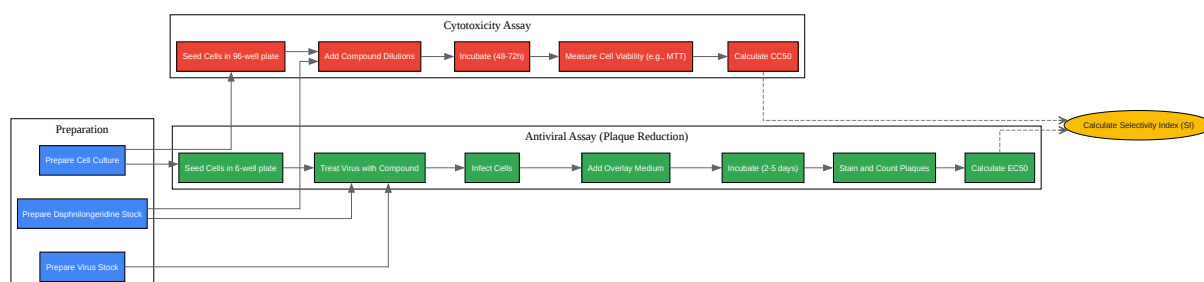 Cytotoxicity Assay
Seed Cells in 96-well plate
Add Compound Dilutions
Incubate (48-72h)
Measure Cell Viability (e.g., MTT)
Calculate CC50
Preparation
Prepare Cell Culture
Prepare Daphnilongeridine Stock
Prepare Virus Stock
Antiviral Assay (Plaque Reduction)
Seed Cells in 6-well plate
Treat Virus with Compound
Infect Cells
Add Overlay Medium
Incubate (2-5 days)
Stain and Count Plaques
Calculate EC50
Calculate Selectivity Index (SI)